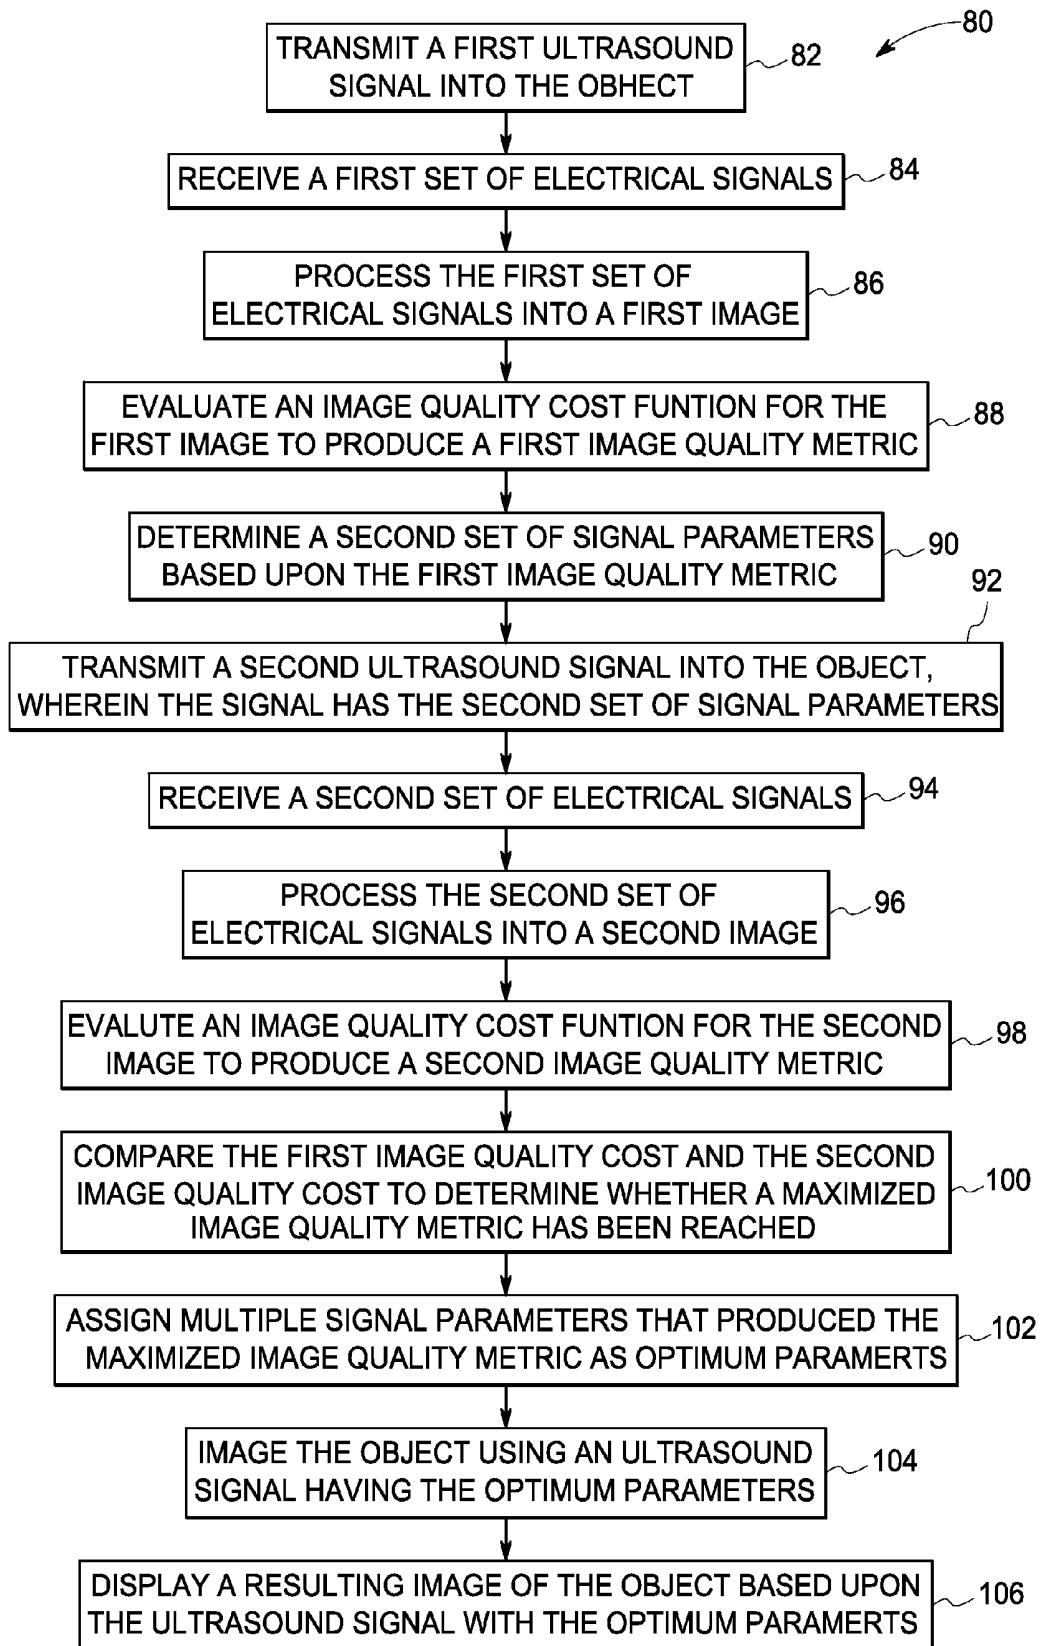 80
TRANSMIT A FIRST ULTRASOUND
SIGNAL INTO THE OBHECT
82
RECEIVE A FIRST SET OF ELECTRICAL SIGNALS
84
PROCESS THE FIRST SET OF
ELECTRICAL SIGNALS INTO A FIRST IMAGE
86
EVALUATE AN IMAGE QUALITY COST FUNTION FOR THE
FIRST IMAGE TO PRODUCE A FIRST IMAGE QUALITY METRIC
88
DETERMINE A SECOND SET OF SIGNAL PARAMETERS
BASED UPON THE FIRST IMAGE QUALITY METRIC
90
92
TRANSMIT A SECOND ULTRASOUND SIGNAL INTO THE OBJECT,
WHEREIN THE SIGNAL HAS THE SECOND SET OF SIGNAL PARAMETERS
RECEIVE A SECOND SET OF ELECTRICAL SIGNALS
94
PROCESS THE SECOND SET OF
ELECTRICAL SIGNALS INTO A SECOND IMAGE
96
EVALUTE AN IMAGE QUALITY COST FUNTION FOR THE SECOND
IMAGE TO PRODUCE A SECOND IMAGE QUALITY METRIC
98
COMPARE THE FIRST IMAGE QUALITY COST AND THE SECOND
IMAGE QUALITY COST TO DETERMINE WHETHER A MAXIMIZED
IMAGE QUALITY METRIC HAS BEEN REACHED
100
ASSIGN MULTIPLE SIGNAL PARAMETERS THAT PRODUCED THE
MAXIMIZED IMAGE QUALITY METRIC AS OPTIMUM PARAMERTS
102
IMAGE THE OBJECT USING AN ULTRASOUND
SIGNAL HAVING THE OPTIMUM PARAMETERS
104
DISPLAY A RESULTING IMAGE OF THE OBJECT BASED UPON
THE ULTRASOUND SIGNAL WITH THE OPTIMUM PARAMERTS
106